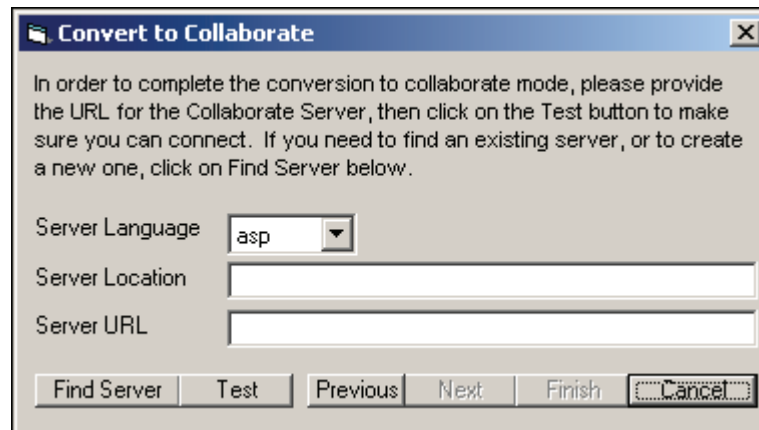 Convert to Collaborate
In order to complete the conversion to collaborate mode, please provide
the URL for the Collaborate Server, then click on the Test button to make
sure you can connect. If you need to find an existing server, or to create
a new one, click on Find Server below.
Server Language asp
Server Location
Server URL
Find Server Test Previous Next Finish Cancel